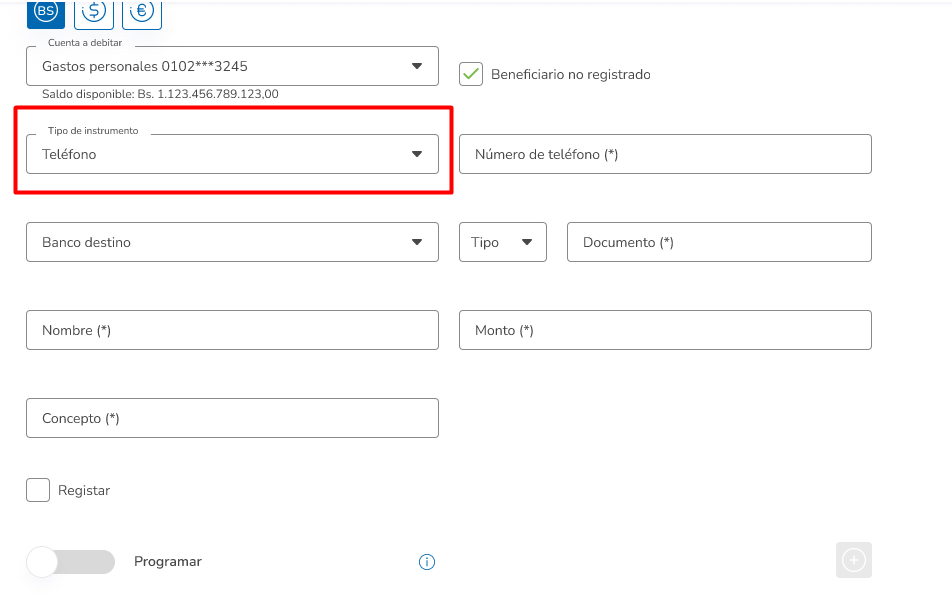 BS $ €
Cuenta a debitar
Gastos personales 0102***3245
Beneficiario no registrado
Saldo disponible: Bs. 1.123.456.789.123,00
Tipo de instrumento
Teléfono
Número de teléfono (*)
Banco destino
Tipo
Documento (*)
Nombre (*)
Monto (*)
Concepto (*)
Registar
Programar